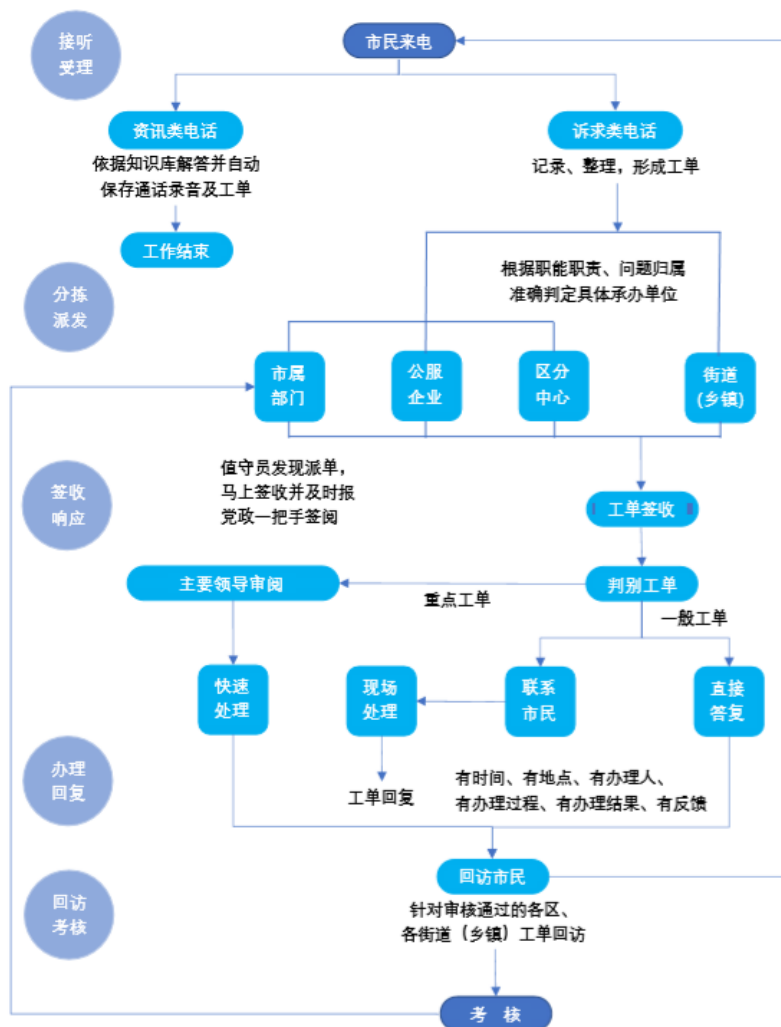 接听
受理
市民来电
资讯类电话
诉求类电话
依据知识库解答并自动
保存通话录音及工单
记录、整理，形成工单
工作结束
分拣
派发
根据职能职责、问题归属
准确判定具体承办单位
市属
部门
公服
企业
区分
中心
街道
(乡镇)
签收
响应
值守员发现派单，
马上签收并及时报
党政一把手签阅
工单签收
主要领导审阅
重点工单
判别工单
一般工单
快速
处理
现场
处理
联系
市民
直接
答复
办理
回复
工单回复
有时间、有地点、有办理人、
有办理过程、有办理结果、有反馈
回访
考核
回访市民
针对审核通过的各区、
各街道（乡镇）工单回访
考 核